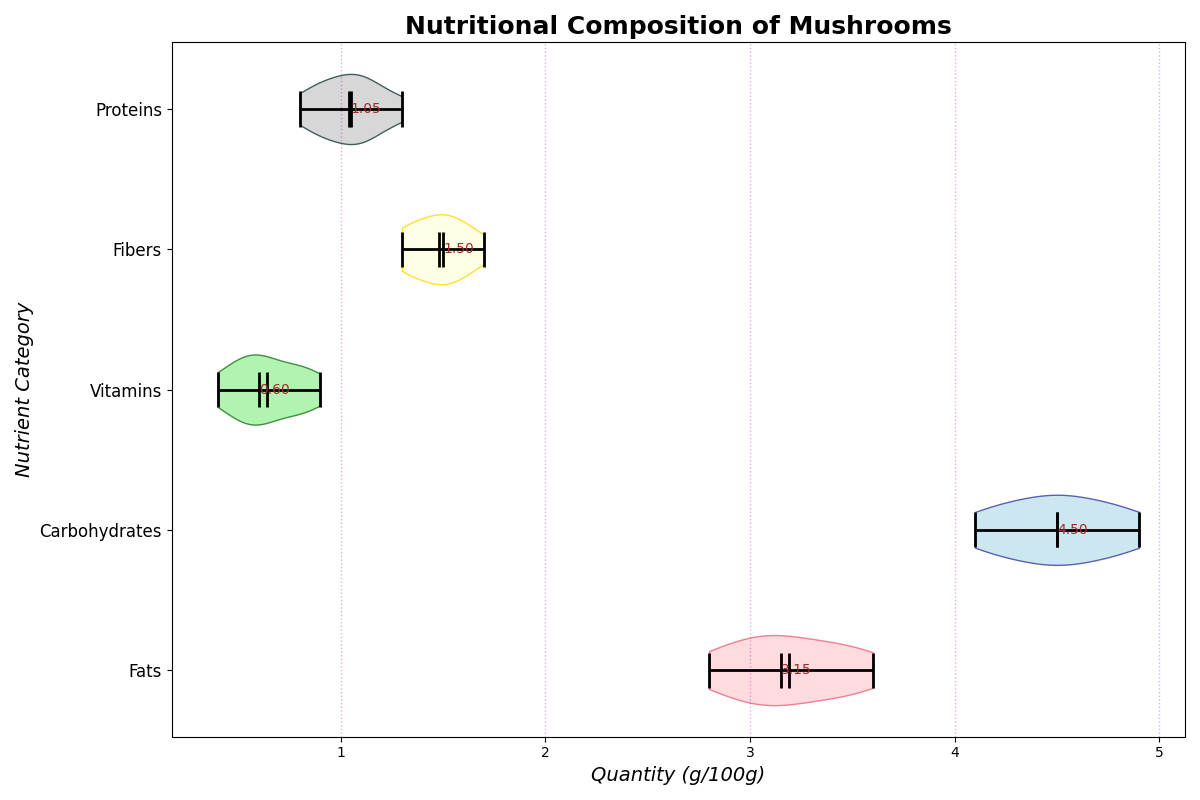 Nutritional Composition of Mushrooms
Nutrient Category
Proteins
1.05
Fibers
1.50
Vitamins
0.60
Carbohydrates
4.50
Fats
3.15
1 2 3 4 5
Quantity (g/100g)